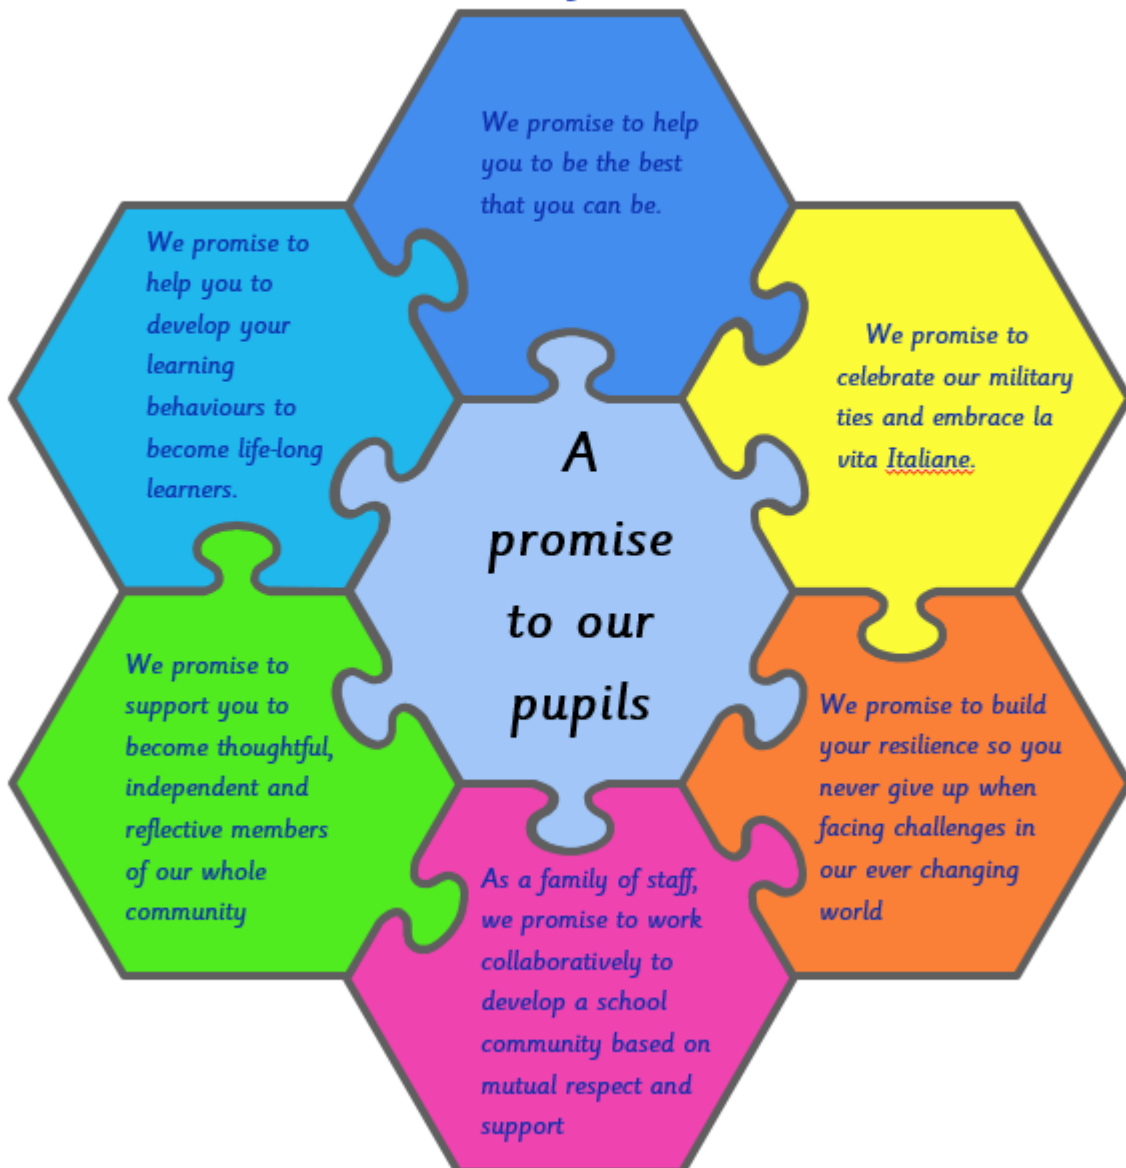 We promise to help
you to be the best
that you can be.
We promise to
help you to
develop your
learning
behaviours to
become life-long
learners.
We promise to
celebrate our military
ties and embrace la
vita Italiane.
A
promise
to our
pupils
We promise to
support you to
become thoughtful,
independent and
reflective members
of our whole
community
We promise to build
your resilience so you
never give up when
facing challenges in
our ever changing
world
As a family of staff,
we promise to work
collaboratively to
develop a school
community based on
mutual respect and
support